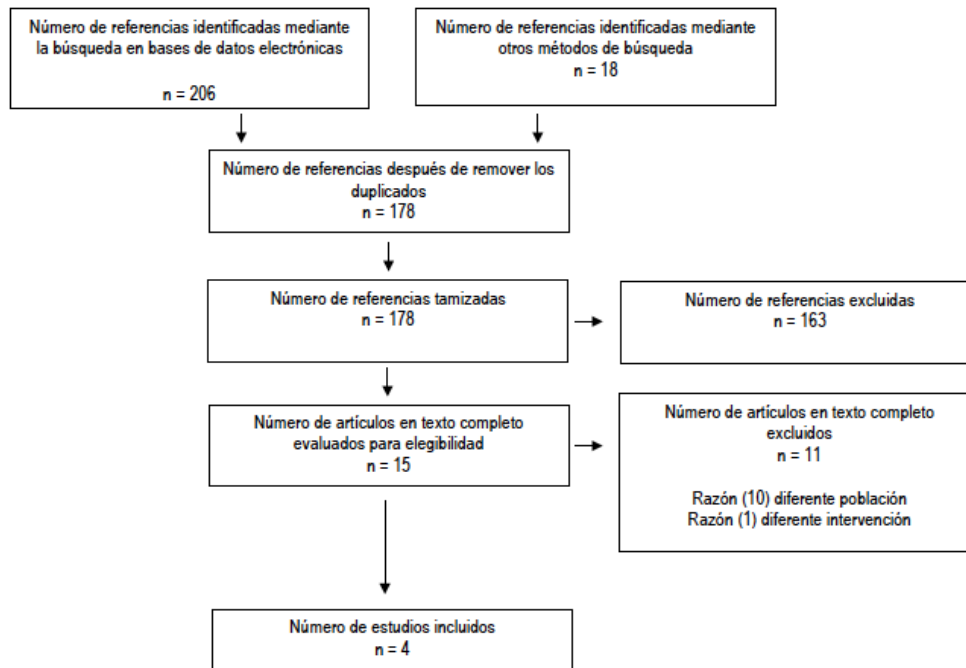 Número de referencias identificadas mediante
la búsqueda en bases de datos electrónicas
n = 206
Número de referencias identificadas mediante
otros métodos de búsqueda
n = 18
Número de referencias después de remover los
duplicados
n = 178
Número de referencias tamizadas
n = 178
Número de referencias excluidas
n = 163
Número de artículos en texto completo
evaluados para elegibilidad
n = 15
Número de artículos en texto completo
excluidos
n = 11
Razón (10) diferente población
Razón (1) diferente intervención
Número de estudios incluidos
n = 4